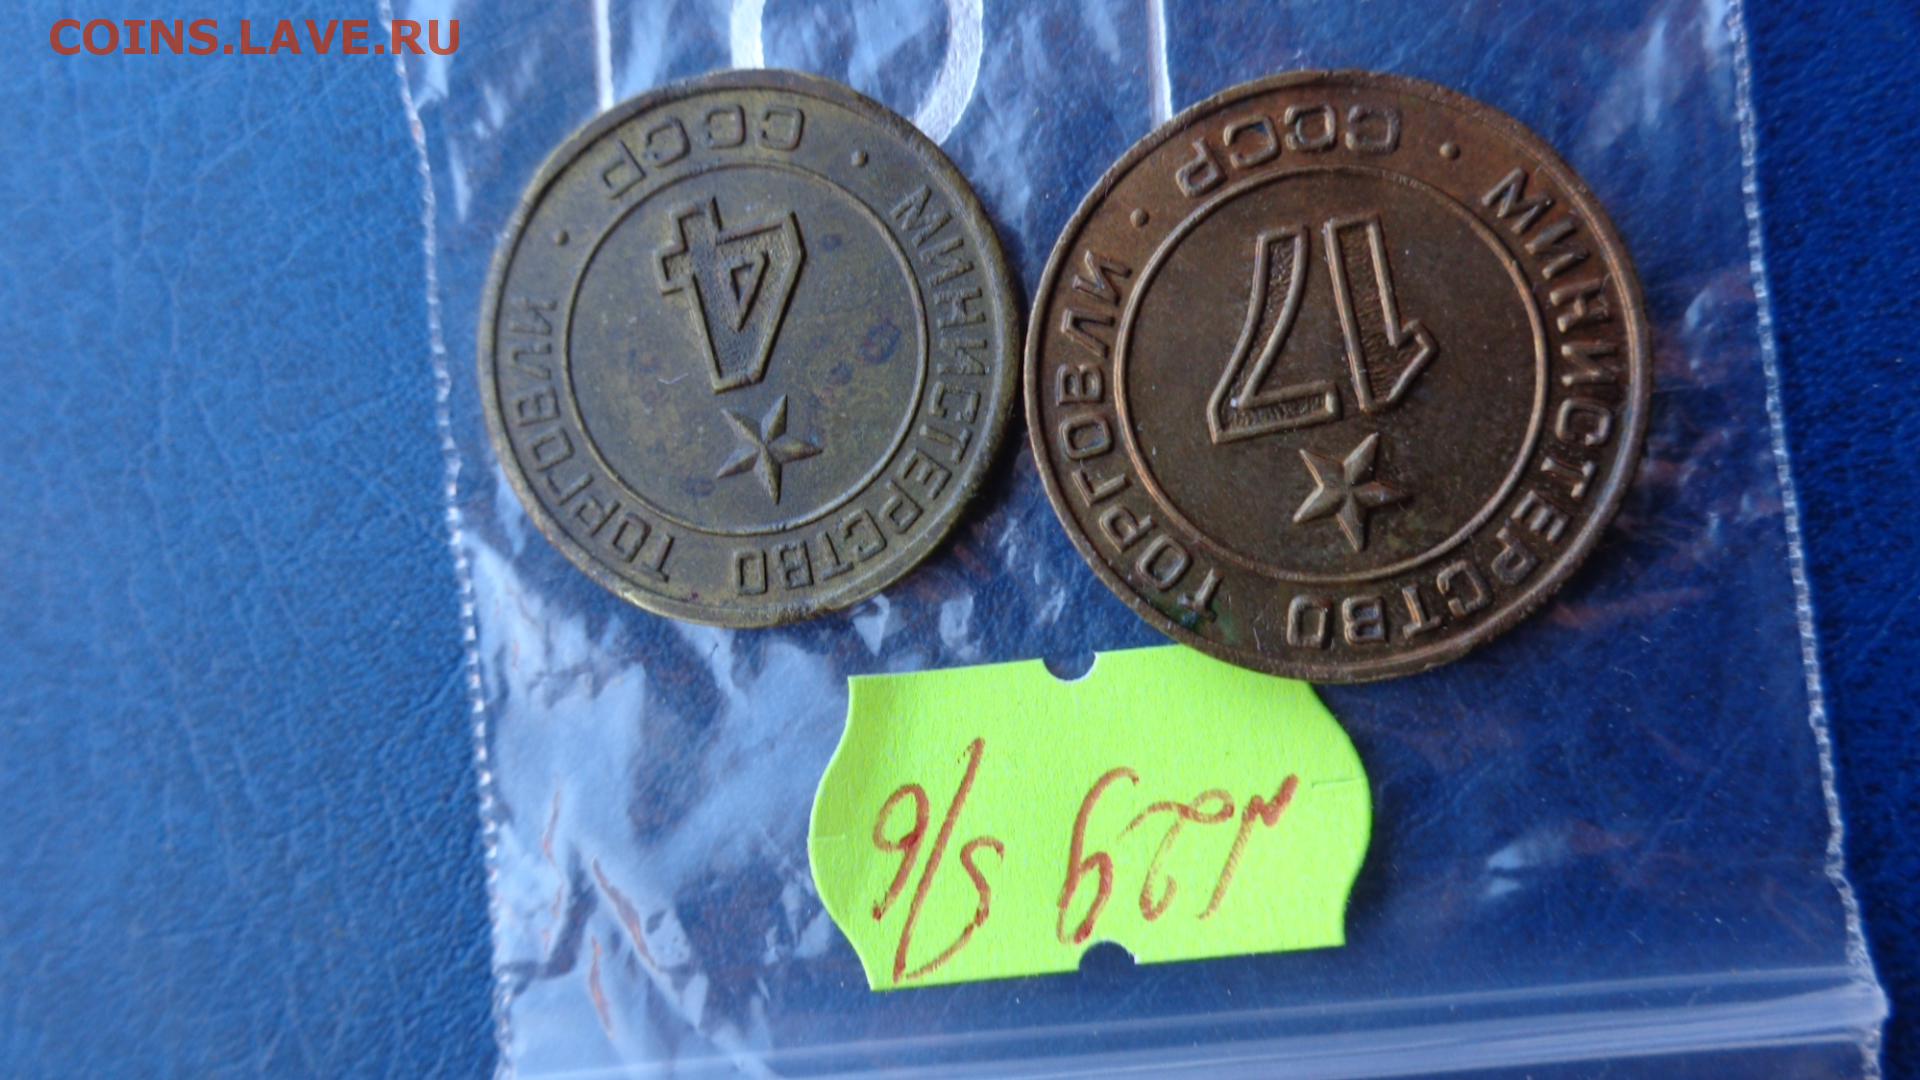 COINS.LAVE.RU
МИНИСТЕРСТВО ТОРГОВЛИ · СССР ·
4
МИНИСТЕРСТВО ТОРГОВЛИ · СССР ·
17